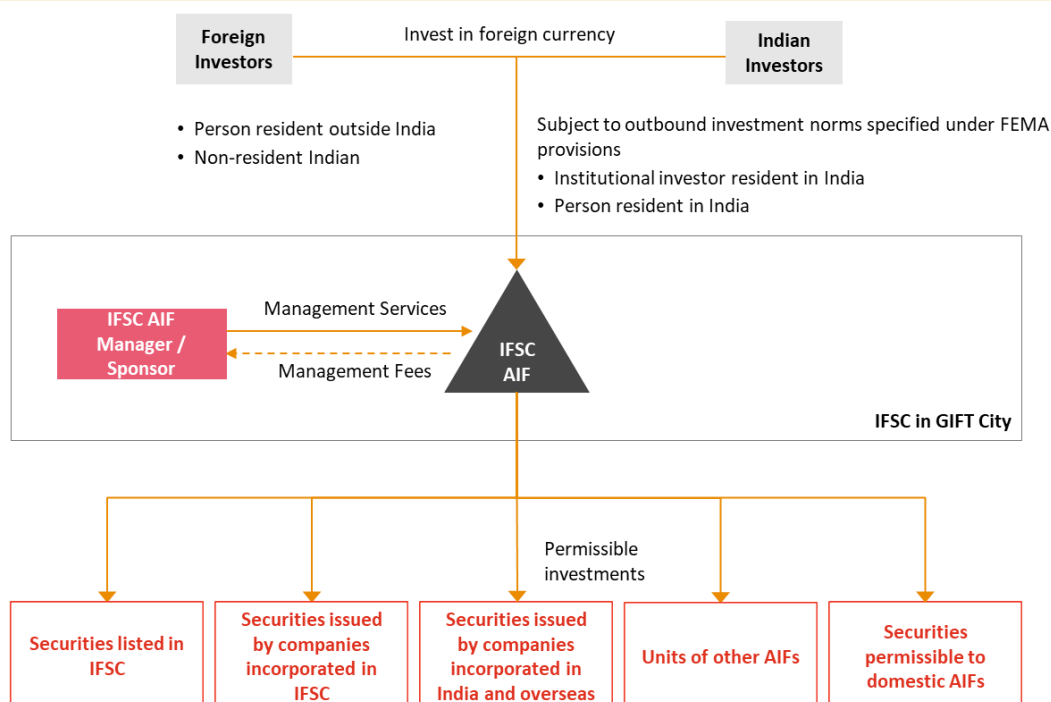 Foreign
Investors
Invest in foreign currency
Indian
Investors
• Person resident outside India
• Non-resident Indian
Subject to outbound investment norms specified under FEMA
provisions
• Institutional investor resident in India
• Person resident in India
IFSC AIF
Manager /
Sponsor
Management Services
Management Fees
IFSC
AIF
IFSC in GIFT City
Permissible
investments
Securities listed in
IFSC
Securities issued
by companies
incorporated in
IFSC
Securities issued
by companies
incorporated in
India and overseas
Units of other AIFs
Securities
permissible to
domestic AIFs